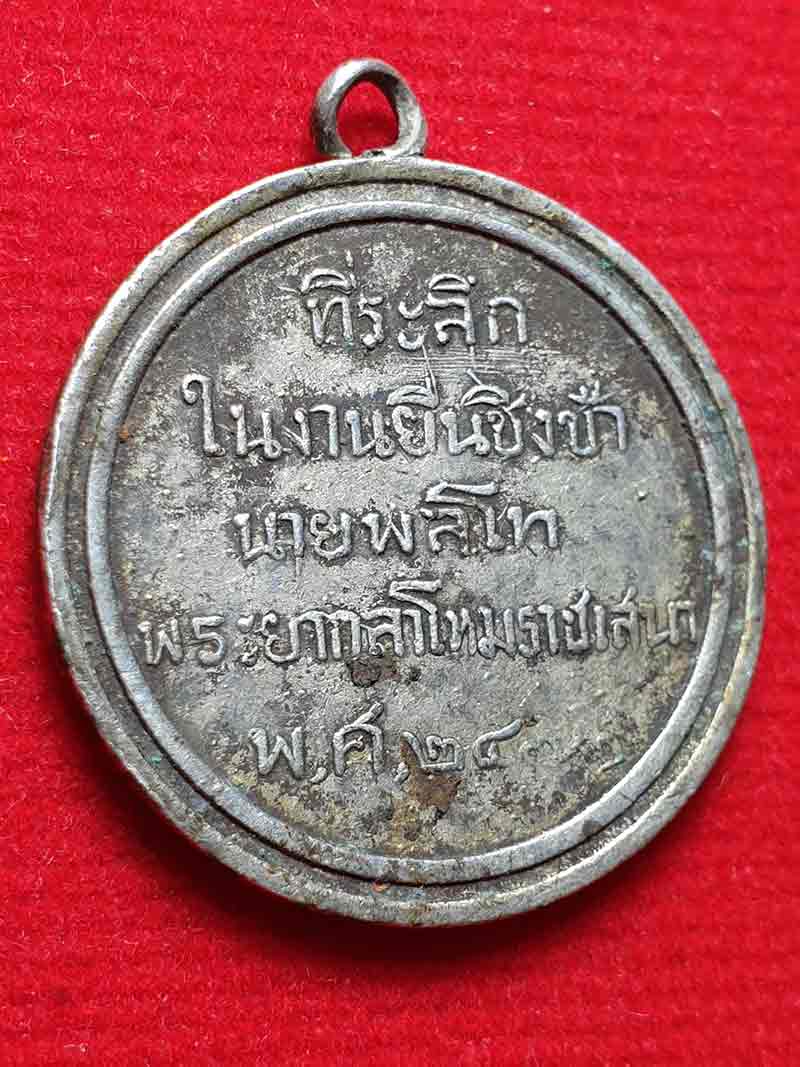 ที่ระลึก
ในงานยืนชิงช้า
นายพลโท
พระยากลาโหมราชเสนา
พ,ศ,๒๔